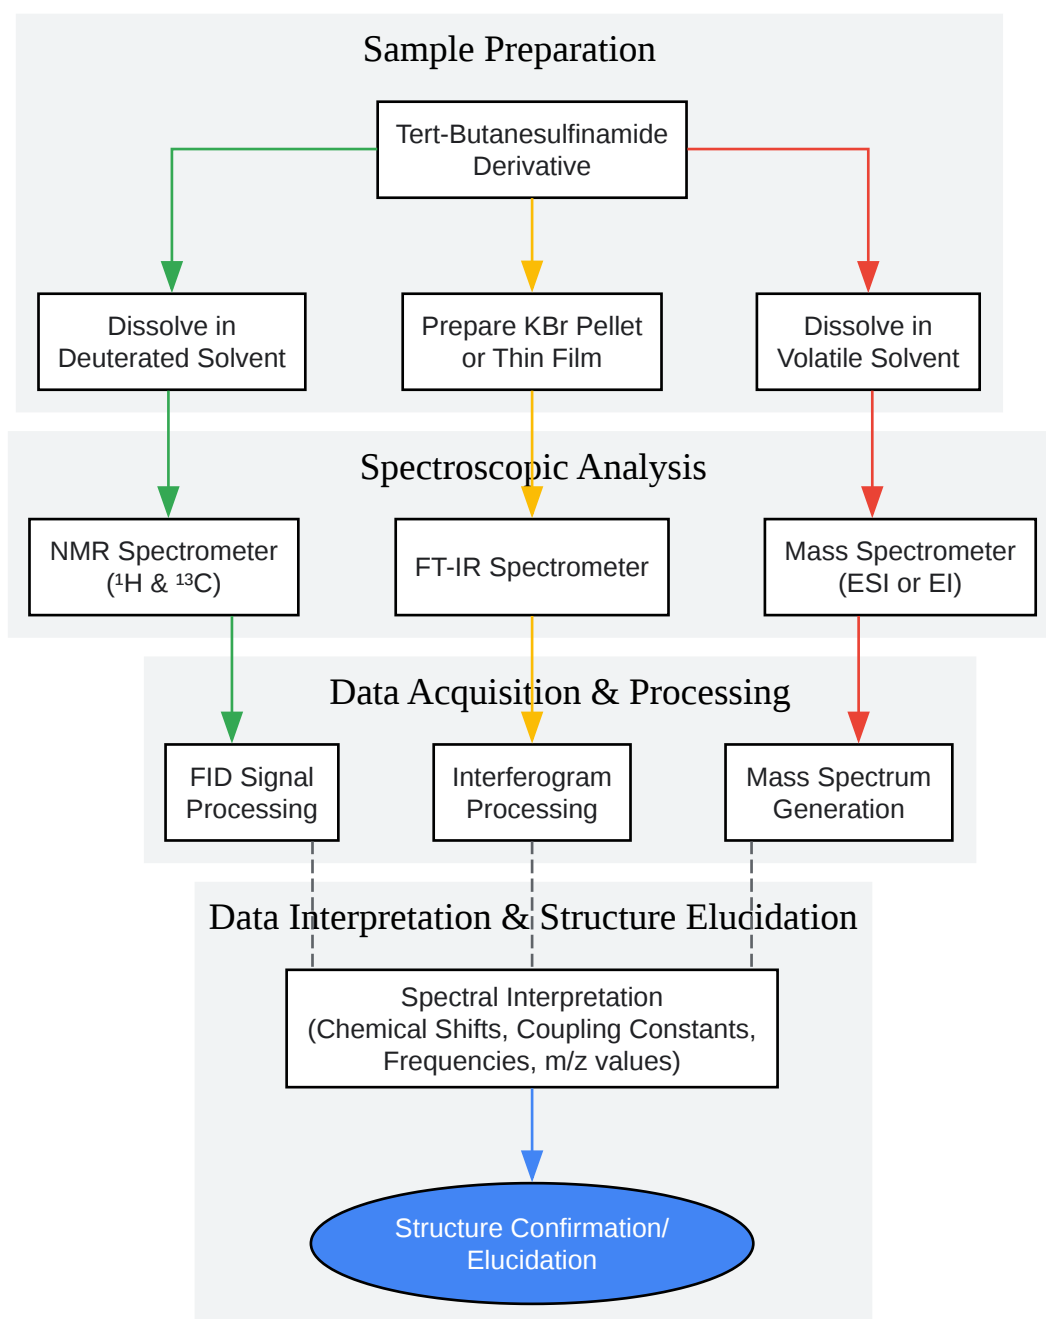 Sample Preparation
Tert-Butanesulfinamide
Derivative
Dissolve in
Deuterated Solvent
Prepare KBr Pellet
or Thin Film
Dissolve in
Volatile Solvent
Spectroscopic Analysis
NMR Spectrometer
(¹H & ¹³C)
FT-IR Spectrometer
Mass Spectrometer
(ESI or EI)
Data Acquisition & Processing
FID Signal
Processing
Interferogram
Processing
Mass Spectrum
Generation
Data Interpretation & Structure Elucidation
Spectral Interpretation
(Chemical Shifts, Coupling Constants,
Frequencies, m/z values)
Structure Confirmation/
Elucidation